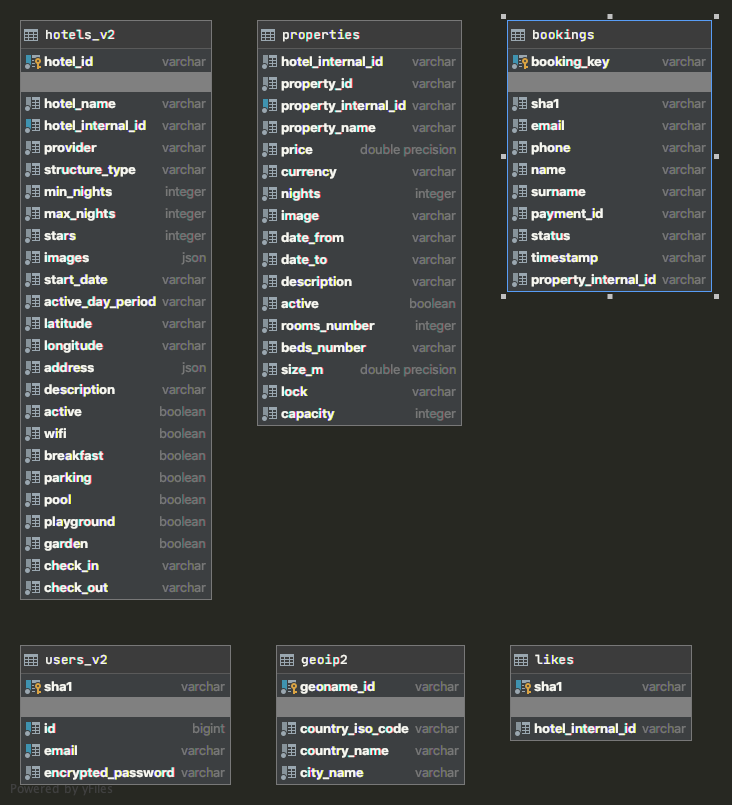 hotels_v2
hotel_id varchar
hotel_name varchar
hotel_internal_id varchar
provider varchar
structure_type varchar
min_nights integer
max_nights integer
stars integer
images json
start_date varchar
active_day_period varchar
latitude varchar
longitude varchar
address json
description varchar
active boolean
wifi boolean
breakfast boolean
parking boolean
pool boolean
playground boolean
garden boolean
check_in varchar
check_out varchar
properties
hotel_internal_id varchar
property_id varchar
property_internal_id varchar
property_name varchar
price double precision
currency varchar
nights integer
image varchar
date_from varchar
date_to varchar
description varchar
active boolean
rooms_number integer
beds_number varchar
size_m double precision
lock varchar
capacity integer
bookings
booking_key varchar
sha1 varchar
email varchar
phone varchar
name varchar
surname varchar
payment_id varchar
status varchar
timestamp varchar
property_internal_id varchar
users_v2
sha1 varchar
id bigint
email varchar
encrypted_password varchar
geoip2
geoname_id varchar
country_iso_code varchar
country_name varchar
city_name varchar
likes
sha1 varchar
hotel_internal_id varchar
Powered by yFiles